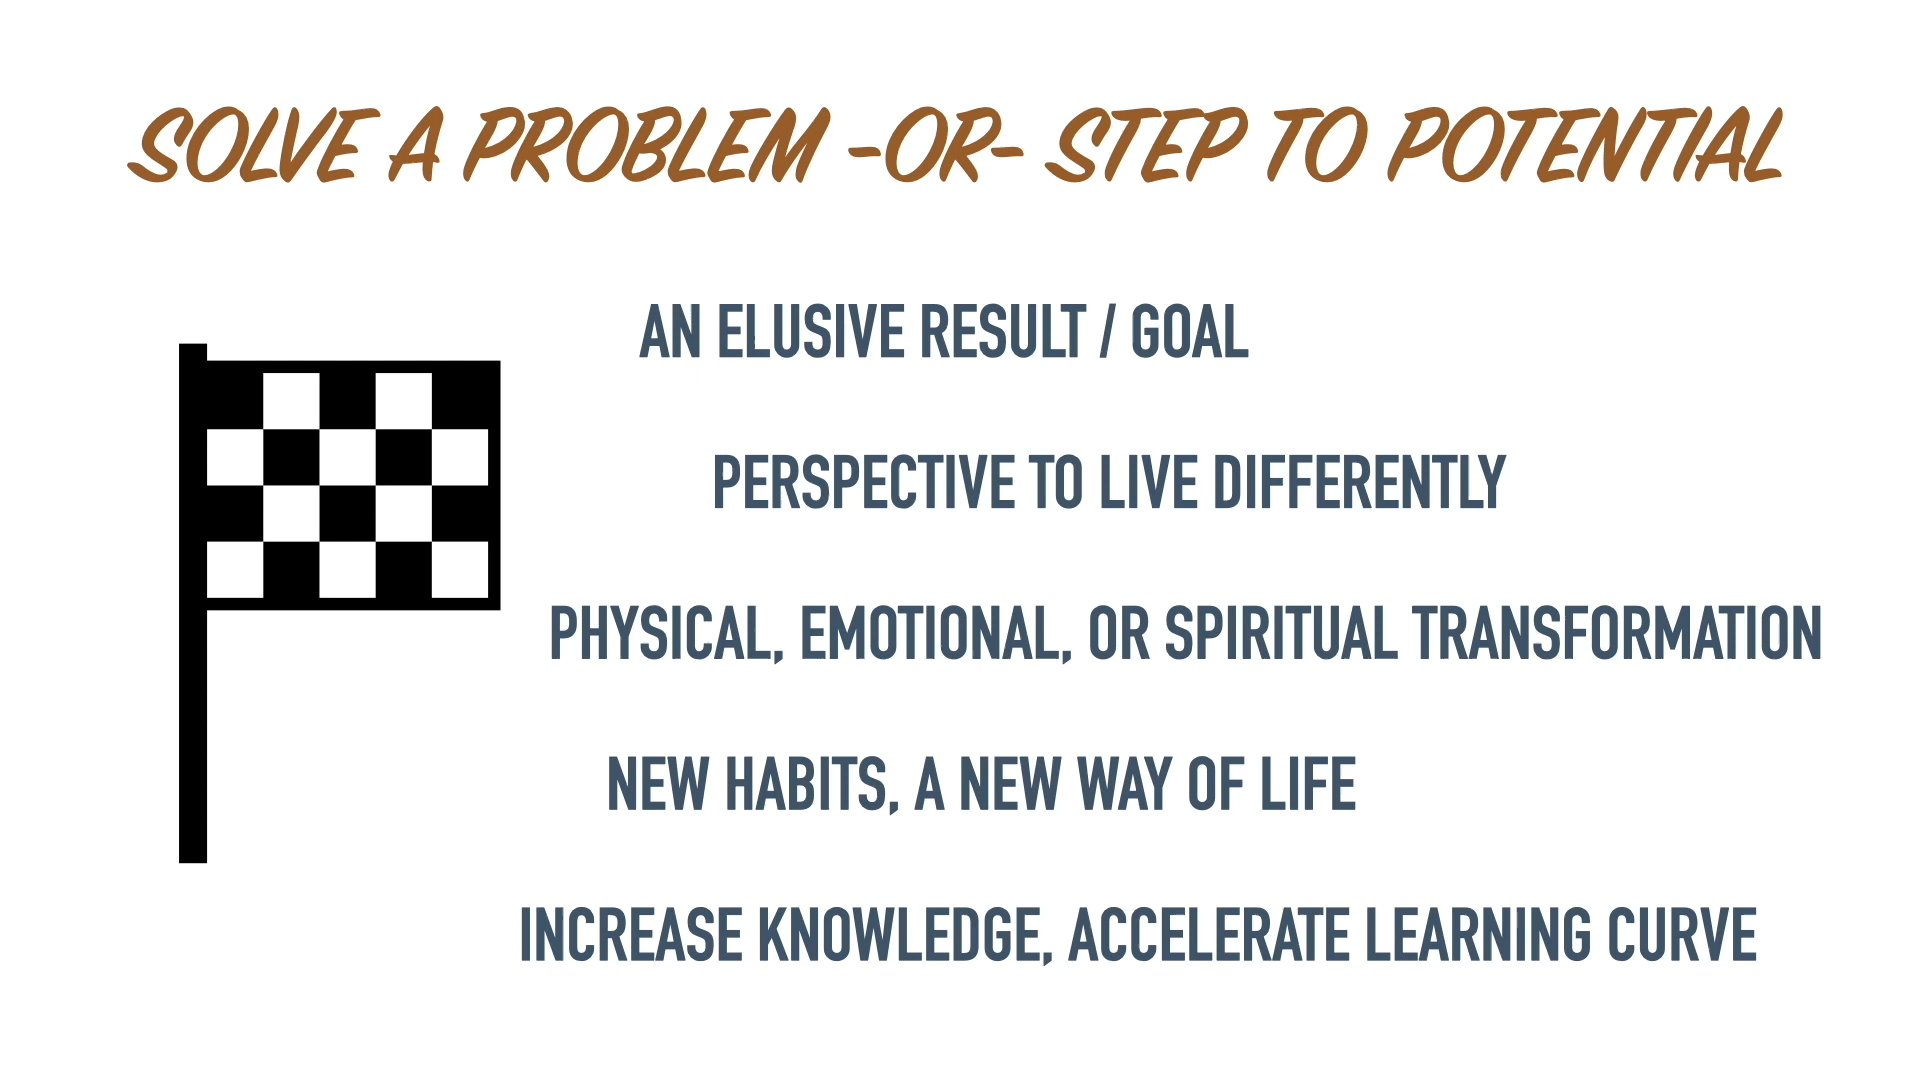 SOLVE A PROBLEM -OR- STEP TO POTENTIAL
AN ELUSIVE RESULT / GOAL
PERSPECTIVE TO LIVE DIFFERENTLY
PHYSICAL, EMOTIONAL, OR SPIRITUAL TRANSFORMATION
NEW HABITS, A NEW WAY OF LIFE
INCREASE KNOWLEDGE, ACCELERATE LEARNING CURVE